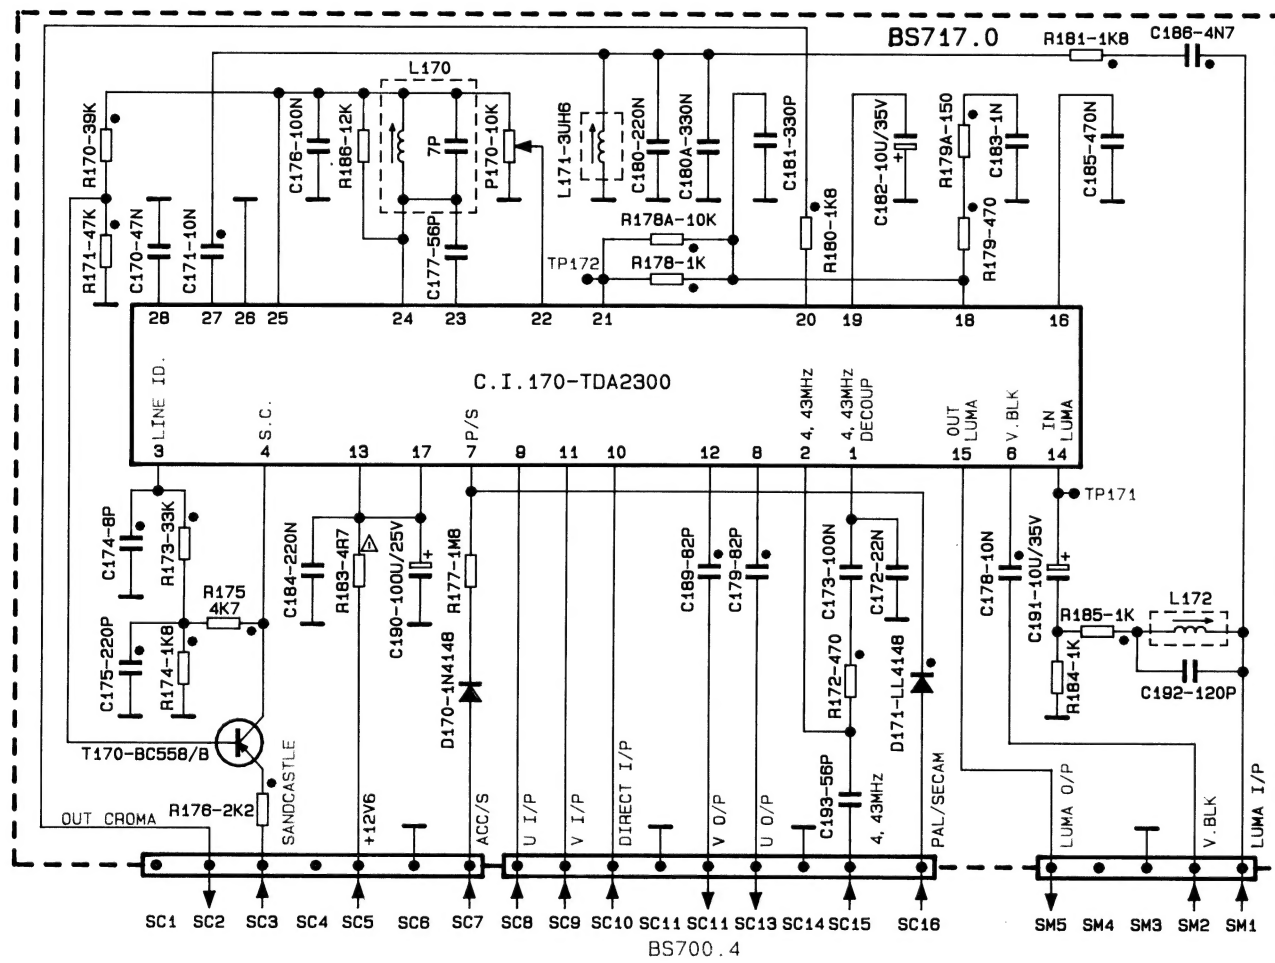 BS717.0
R181-1K8
C186-4N7
L170
R170-39K
C176-100N
R186-12K
7P
P170-10K
L171-3UH6
C180-220N
C180A-330N
C181-330P
C182-10U/35V
+
R179A-150
C183-1N
C185-470N
R171-47K
C170-47N
C171-10N
C177-56P
R178A-10K
TP172
R178-1K
R180-1K8
R179-470
28 27 26 25 24 23 22 21 20 19 18 16
C.I.170-TDA2300
LINE ID.
S.C.
P/S
4,43MHz
4,43MHz
DECOUP
OUT
LUMA
V.BLK
IN
LUMA
3 4 13 17 7 9 11 10 12 8 2 1 15 6 14
TP171
C174-8P
R173-33K
R175
4K7
C184-220N
R183-4R7
C190-100U/25V
+
R177-1M8
C189-82P
C179-82P
C173-100N
C172-22N
C178-10N
C191-10U/35V
+
R185-1K
L172
C175-220P
R174-1K8
D170-1N4148
R172-470
D171-LL4148
R184-1K
C192-120P
T170-BC558/B
R176-2K2
C193-56P
OUT CROMA
SANDCASTLE
+12V6
ACC/S
U I/P
V I/P
DIRECT I/P
V O/P
U O/P
4,43MHz
PAL/SECAM
LUMA O/P
V.BLK
LUMA I/P
SC1 SC2 SC3 SC4 SC5 SC6 SC7 SC8 SC9 SC10 SC11 SC11 SC13 SC14 SC15 SC16 SM5 SM4 SM3 SM2 SM1
BS700.4